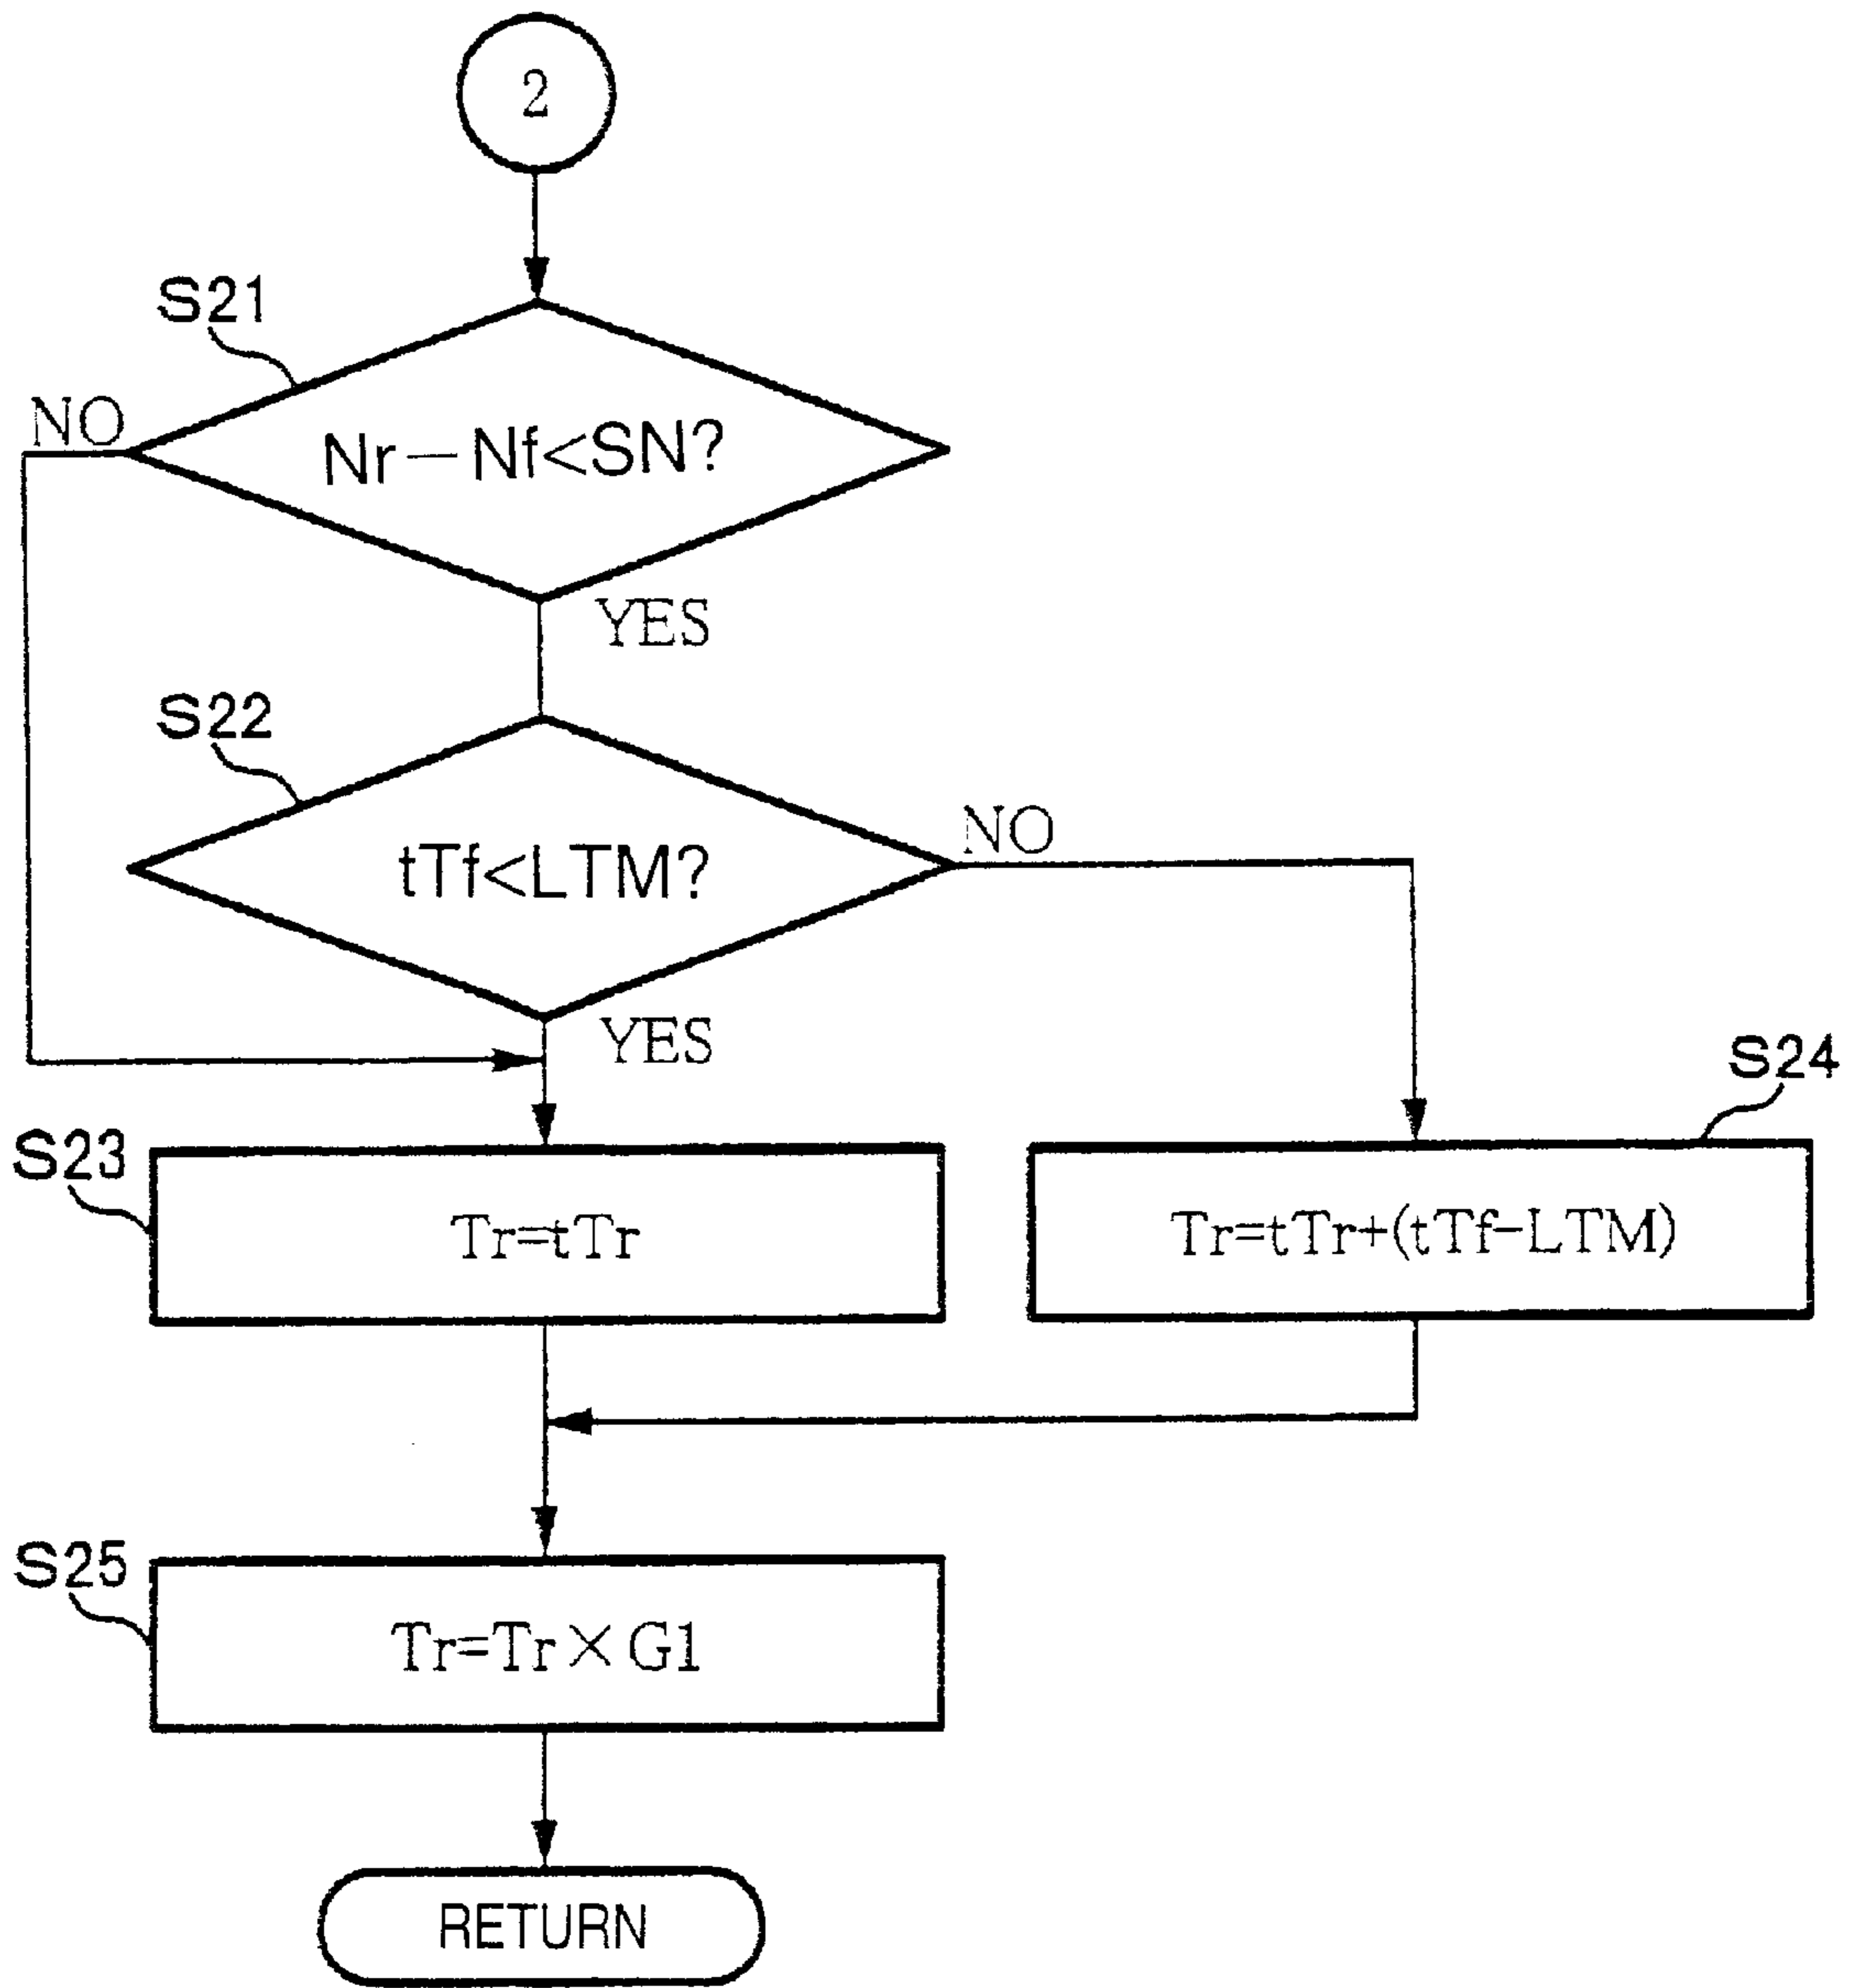 2
S21
NO
Nr－Nf<SN?
YES
S22
NO
tTf<LTM?
YES
S24
S23
Tr=tTr
Tr=tTr+(tTf-LTM)
S25
Tr=Tr×G1
RETURN